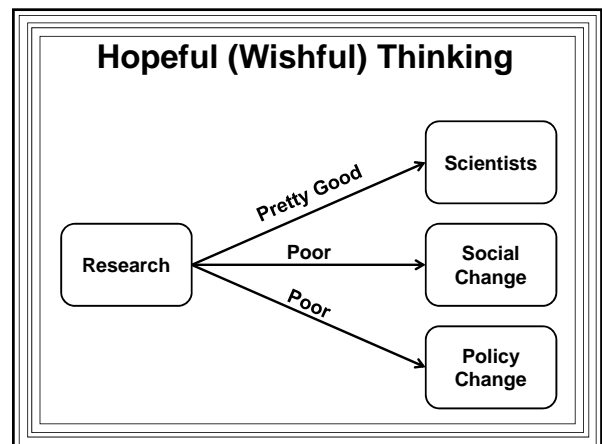 Hopeful (Wishful) Thinking
Scientists
Pretty Good
Research
Poor
Social
Change
Poor
Policy
Change